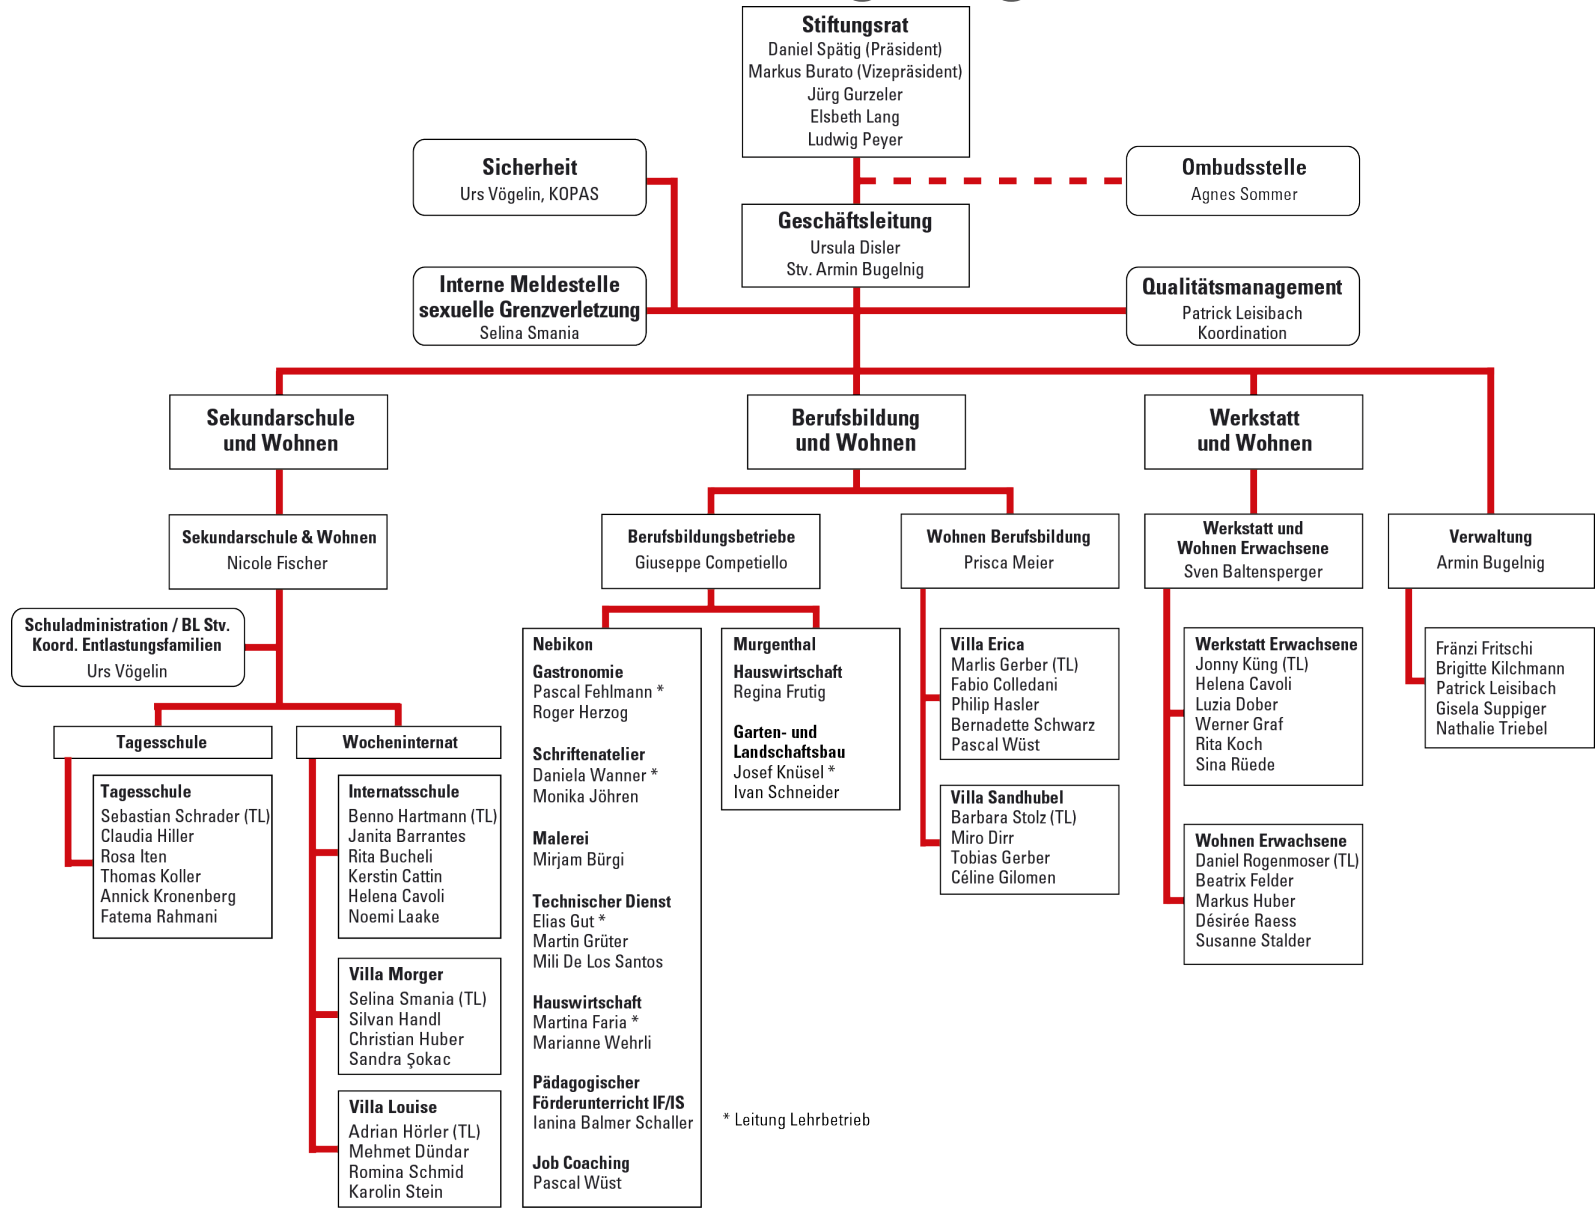 Stiftungsrat
Daniel Spätig (Präsident)
Markus Burato (Vizepräsident)
Jürg Gurzeler
Elsbeth Lang
Ludwig Peyer
Sicherheit
Urs Vögelin, KOPAS
Ombudsstelle
Agnes Sommer
Geschäftsleitung
Ursula Disler
Stv. Armin Bugelnig
Interne Meldestelle
sexuelle Grenzverletzung
Selina Smania
Qualitätsmanagement
Patrick Leisibach
Koordination
Sekundarschule
und Wohnen
Berufsbildung
und Wohnen
Werkstatt
und Wohnen
Sekundarschule & Wohnen
Nicole Fischer
Berufsbildungsbetriebe
Giuseppe Competiello
Wohnen Berufsbildung
Prisca Meier
Werkstatt und
Wohnen Erwachsene
Sven Baltensperger
Verwaltung
Armin Bugelnig
Schuladministration / BL Stv.
Koord. Entlastungsfamilien
Urs Vögelin
Tagesschule
Wocheninternat
Tagesschule
Sebastian Schrader (TL)
Claudia Hiller
Rosa Iten
Thomas Koller
Annick Kronenberg
Fatema Rahmani
Internatsschule
Benno Hartmann (TL)
Janita Barrantes
Rita Bucheli
Kerstin Cattin
Helena Cavoli
Noemi Laake
Villa Morger
Selina Smania (TL)
Silvan Handl
Christian Huber
Sandra Şokac
Villa Louise
Adrian Hörler (TL)
Mehmet Dündar
Romina Schmid
Karolin Stein
Nebikon
Gastronomie
Pascal Fehlmann *
Roger Herzog
Schriftenatelier
Daniela Wanner *
Monika Jöhren
Malerei
Mirjam Bürgi
Technischer Dienst
Elias Gut *
Martin Grüter
Mili De Los Santos
Hauswirtschaft
Martina Faria *
Marianne Wehrli
Pädagogischer
Förderunterricht IF/IS
Ianina Balmer Schaller
Job Coaching
Pascal Wüst
Murgenthal
Hauswirtschaft
Regina Frutig
Garten- und
Landschaftsbau
Josef Knüsel *
Ivan Schneider
* Leitung Lehrbetrieb
Villa Erica
Marlis Gerber (TL)
Fabio Colledani
Philip Hasler
Bernadette Schwarz
Pascal Wüst
Villa Sandhubel
Barbara Stolz (TL)
Miro Dirr
Tobias Gerber
Céline Gilomen
Werkstatt Erwachsene
Jonny Küng (TL)
Helena Cavoli
Luzia Dober
Werner Graf
Rita Koch
Sina Rüede
Wohnen Erwachsene
Daniel Rogenmoser (TL)
Beatrix Felder
Markus Huber
Désirée Raess
Susanne Stalder
Fränzi Fritschi
Brigitte Kilchmann
Patrick Leisibach
Gisela Suppiger
Nathalie Triebel